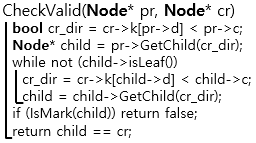 CheckValid(Node* pr, Node* cr)
bool cr_dir = cr->k[pr->d] < pr->c;
Node* child = pr->GetChild(cr_dir);
while not (child->isLeaf())
cr_dir = cr->k[child->d] < child->c;
child = child->GetChild(cr_dir);
if (IsMark(child)) return false;
return child == cr;